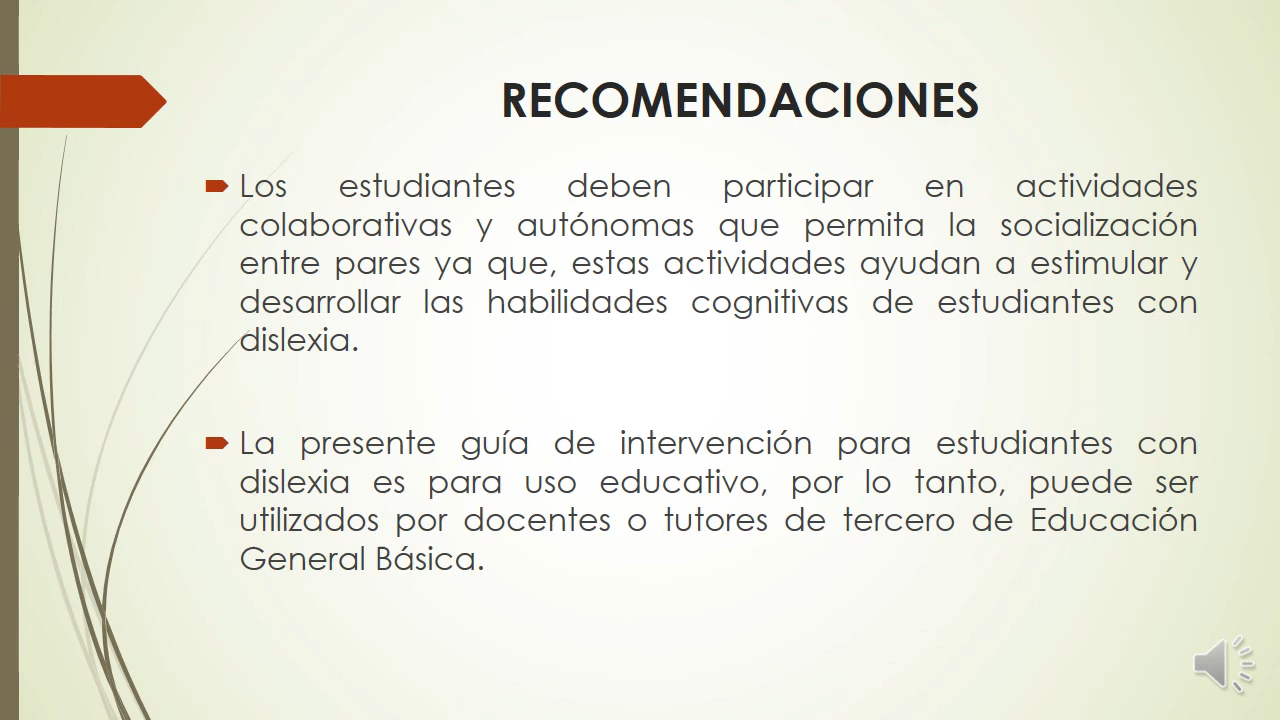 RECOMENDACIONES
Los estudiantes deben participar en actividades
colaborativas y autónomas que permita la socialización
entre pares ya que, estas actividades ayudan a estimular y
desarrollar las habilidades cognitivas de estudiantes con
dislexia.
La presente guía de intervención para estudiantes con
dislexia es para uso educativo, por lo tanto, puede ser
utilizados por docentes o tutores de tercero de Educación
General Básica.